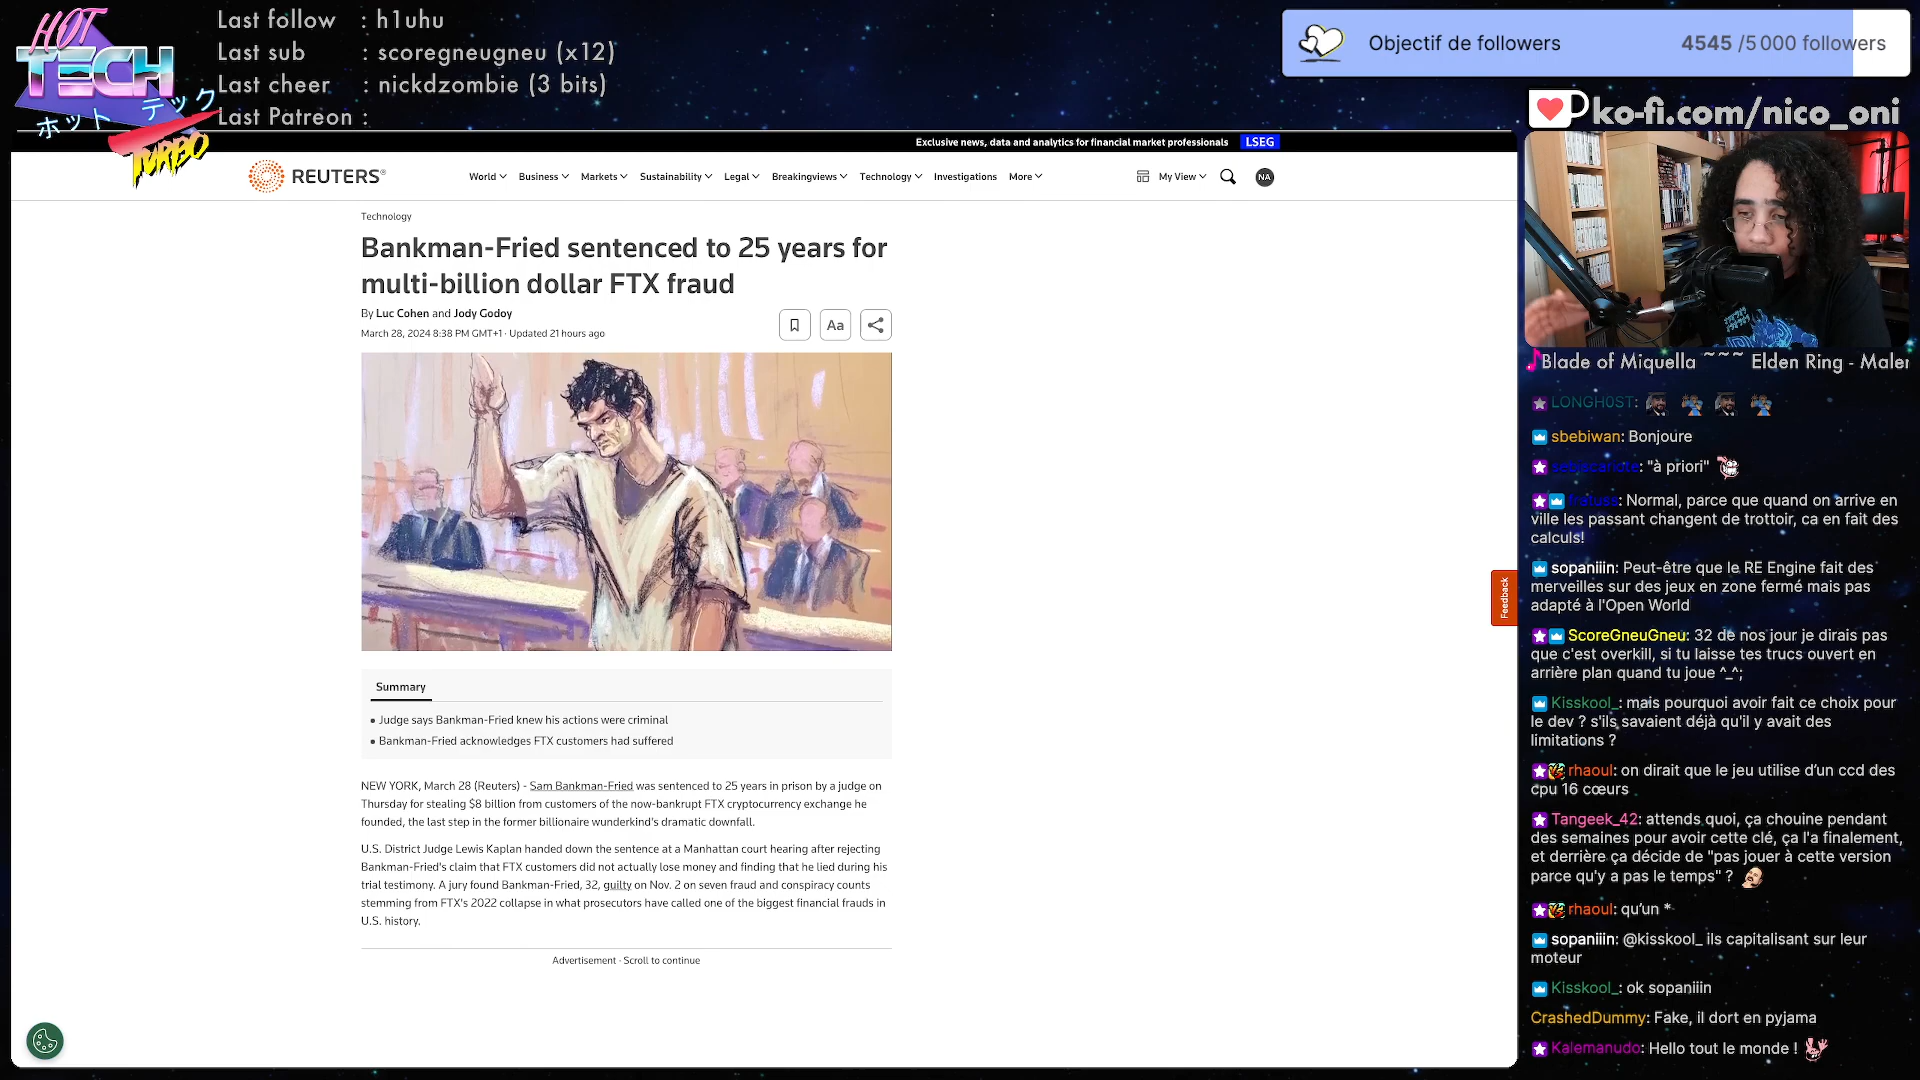 HOT
TECH
ホット テック
TURBO
Last follow : h1uhu
Last sub : scoregneugneu (x12)
Last cheer : nickdzombie (3 bits)
Last Patreon :
Objectif de followers 4545 /5 000 followers
ko-fi.com/nico_oni
Exclusive news, data and analytics for financial market professionals LSEG
REUTERS®
World Business Markets Sustainability Legal Breakingviews Technology Investigations More
My View NA
Technology
Bankman-Fried sentenced to 25 years for
multi-billion dollar FTX fraud
By Luc Cohen and Jody Godoy
March 28, 2024 8:38 PM GMT+1 · Updated 21 hours ago
Aa
Summary
Judge says Bankman-Fried knew his actions were criminal
Bankman-Fried acknowledges FTX customers had suffered
NEW YORK, March 28 (Reuters) - Sam Bankman-Fried was sentenced to 25 years in prison by a judge on
Thursday for stealing $8 billion from customers of the now-bankrupt FTX cryptocurrency exchange he
founded, the last step in the former billionaire wunderkind's dramatic downfall.
U.S. District Judge Lewis Kaplan handed down the sentence at a Manhattan court hearing after rejecting
Bankman-Fried's claim that FTX customers did not actually lose money and finding that he lied during his
trial testimony. A jury found Bankman-Fried, 32, guilty on Nov. 2 on seven fraud and conspiracy counts
stemming from FTX's 2022 collapse in what prosecutors have called one of the biggest financial frauds in
U.S. history.
Advertisement · Scroll to continue
Feedback
Blade of Miquella ~~~ Elden Ring - Maler
LONGH0ST:
sbebiwan: Bonjoure
sebiscariote: "à priori"
fratuss: Normal, parce que quand on arrive en
ville les passant changent de trottoir, ca en fait des
calculs!
sopaniiin: Peut-être que le RE Engine fait des
merveilles sur des jeux en zone fermé mais pas
adapté à l'Open World
ScoreGneuGneu: 32 de nos jour je dirais pas
que c'est overkill, si tu laisse tes trucs ouvert en
arrière plan quand tu joue ^_^;
Kisskool_: mais pourquoi avoir fait ce choix pour
le dev ? s'ils savaient déjà qu'il y avait des
limitations ?
rhaoul: on dirait que le jeu utilise d’un ccd des
cpu 16 cœurs
Tangeek_42: attends quoi, ça chouine pendant
des semaines pour avoir cette clé, ça l'a finalement,
et derrière ça décide de "pas jouer à cette version
parce qu'y a pas le temps" ?
rhaoul: qu’un *
sopaniiin: @kisskool_ ils capitalisant sur leur
moteur
Kisskool_: ok sopaniiin
CrashedDummy: Fake, il dort en pyjama
Kalemanudo: Hello tout le monde !